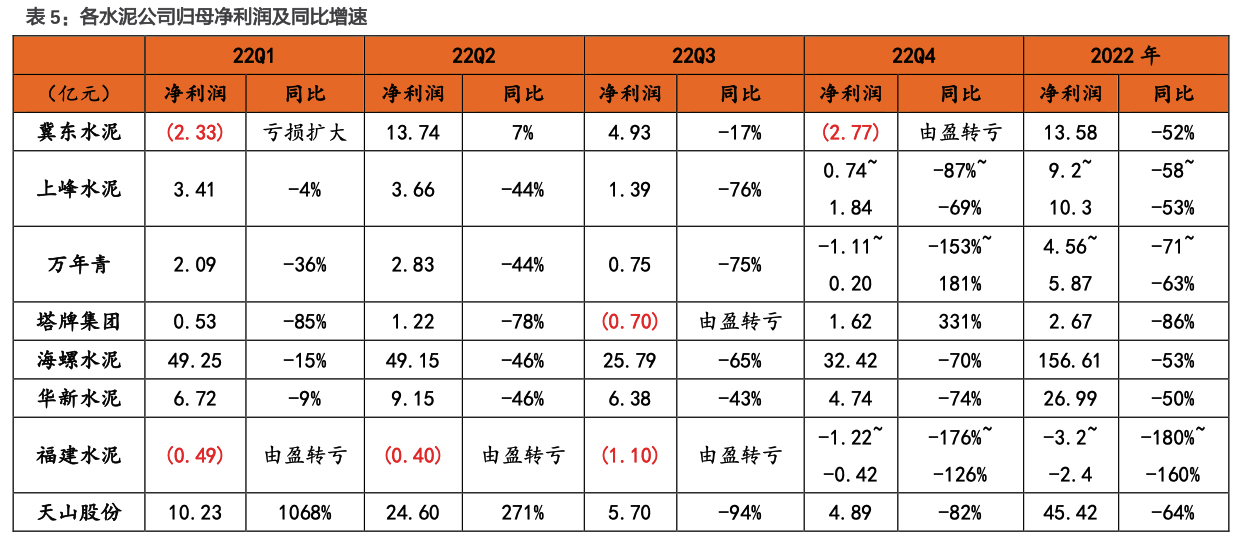 表 5：各水泥公司归母净利润及同比增速
22Q1 22Q2 22Q3 22Q4 2022 年
（亿元） 净利润 同比 净利润 同比 净利润 同比 净利润 同比 净利润 同比
冀东水泥 (2.33) 亏损扩大 13.74 7% 4.93 -17% (2.77) 由盈转亏 13.58 -52%
上峰水泥 3.41 -4% 3.66 -44% 1.39 -76% 0.74~ -87%~ 9.2~ -58~
1.84 -69% 10.3 -53%
万年青 2.09 -36% 2.83 -44% 0.75 -75% -1.11~ -153%~ 4.56~ -71~
0.20 181% 5.87 -63%
塔牌集团 0.53 -85% 1.22 -78% (0.70) 由盈转亏 1.62 331% 2.67 -86%
海螺水泥 49.25 -15% 49.15 -46% 25.79 -65% 32.42 -70% 156.61 -53%
华新水泥 6.72 -9% 9.15 -46% 6.38 -43% 4.74 -74% 26.99 -50%
福建水泥 (0.49) 由盈转亏 (0.40) 由盈转亏 (1.10) 由盈转亏 -1.22~ -176%~ -3.2~ -180%~
-0.42 -126% -2.4 -160%
天山股份 10.23 1068% 24.60 271% 5.70 -94% 4.89 -82% 45.42 -64%